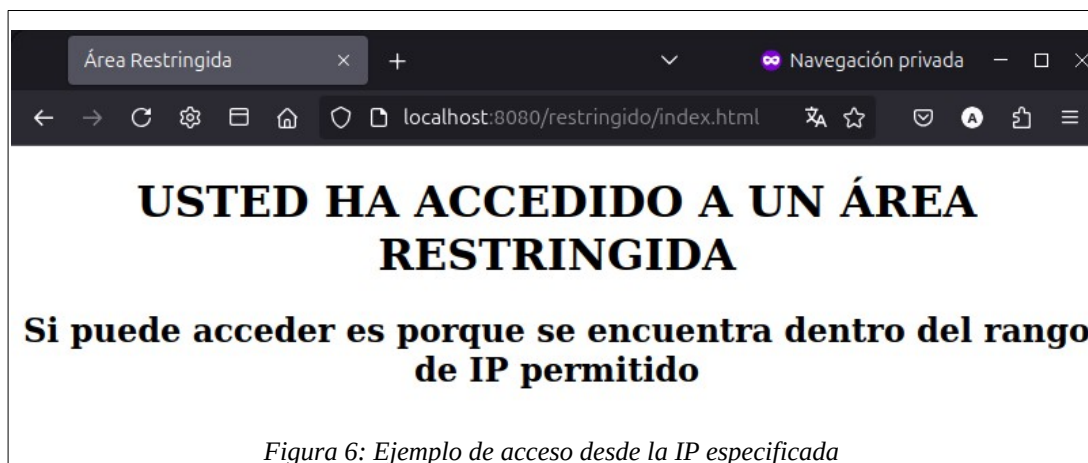 Área Restringida
Navegación privada
localhost:8080/restringido/index.html
USTED HA ACCEDIDO A UN ÁREA
RESTRINGIDA
Si puede acceder es porque se encuentra dentro del rango
de IP permitido
Figura 6: Ejemplo de acceso desde la IP especificada